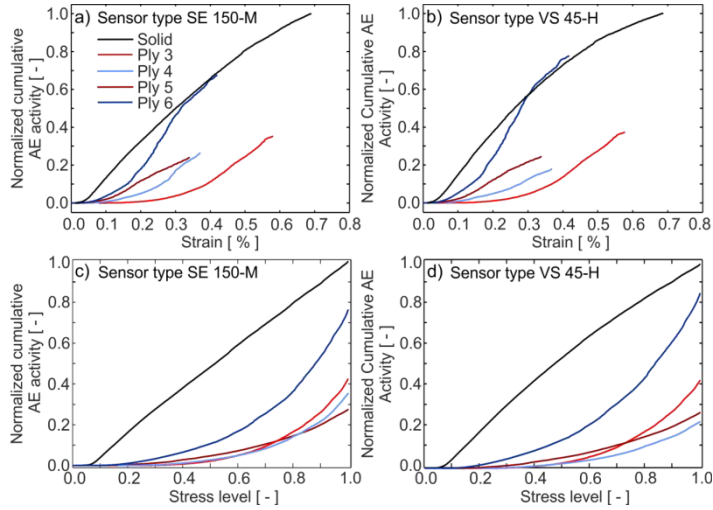 a) Sensor type SE 150-M
Solid
Ply 3
Ply 4
Ply 5
Ply 6
Normalized cumulative
AE activity [ - ]
1.0
0.8
0.6
0.4
0.2
0.0
0.0 0.1 0.2 0.3 0.4 0.5 0.6 0.7 0.8
Strain [ % ]
b) Sensor type VS 45-H
Normalized Cumulative AE
Activity [ - ]
1.0
0.8
0.6
0.4
0.2
0.0
0.0 0.1 0.2 0.3 0.4 0.5 0.6 0.7 0.8
Strain [ % ]
c) Sensor type SE 150-M
Normalized cumulative
AE activity [ - ]
1.0
0.8
0.6
0.4
0.2
0.0
0.0 0.2 0.4 0.6 0.8 1.0
Stress level [ - ]
d) Sensor type VS 45-H
Normalized Cumulative AE
Activity [ - ]
1.0
0.8
0.6
0.4
0.2
0.0
0.0 0.2 0.4 0.6 0.8 1.0
Stress level [ - ]